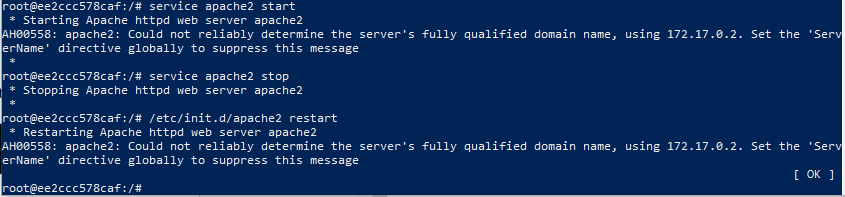 root@ee2ccc578caf:/# service apache2 start
 * Starting Apache httpd web server apache2
AH00558: apache2: Could not reliably determine the server's fully qualified domain name, using 172.17.0.2. Set the 'Serv
erName' directive globally to suppress this message
 *
root@ee2ccc578caf:/# service apache2 stop
 * Stopping Apache httpd web server apache2
 *
root@ee2ccc578caf:/# /etc/init.d/apache2 restart
 * Restarting Apache httpd web server apache2
AH00558: apache2: Could not reliably determine the server's fully qualified domain name, using 172.17.0.2. Set the 'Serv
erName' directive globally to suppress this message
[ OK ]
root@ee2ccc578caf:/#